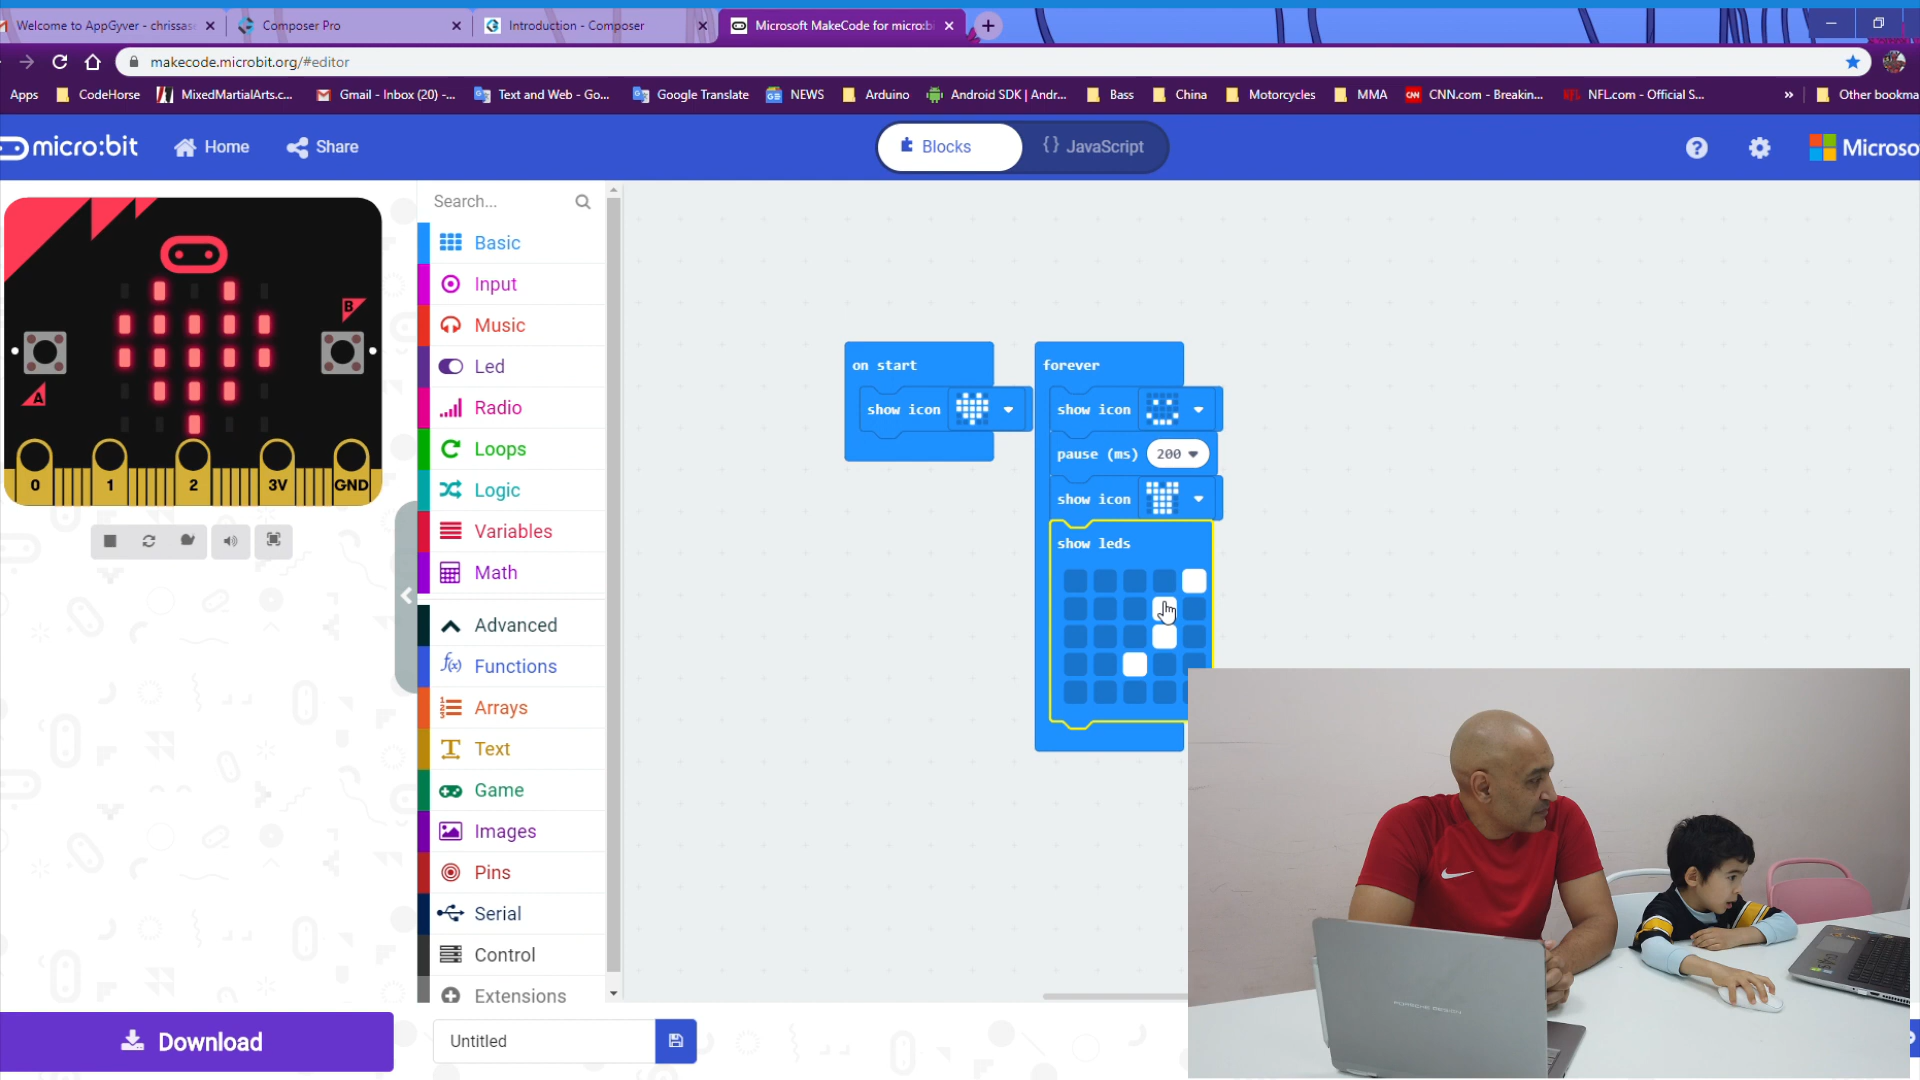 Welcome to AppGyver - chrissas
Composer Pro
Introduction - Composer
Microsoft MakeCode for micro:bi
makecode.microbit.org/#editor
Apps
CodeHorse
MixedMartialArts.c...
Gmail - Inbox (20) -...
Text and Web - Go...
Google Translate
NEWS
Arduino
Android SDK | Andr...
Bass
China
Motorcycles
MMA
CNN.com - Breakin...
NFL.com - Official S...
»
Other bookma
micro:bit
Home
Share
Blocks
{} JavaScript
?
Microso
Search...
Basic
Input
Music
Led
Radio
Loops
Logic
Variables
Math
Advanced
f(x) Functions
Arrays
Text
Game
Images
Pins
Serial
Control
Extensions
B
A
0 1 2 3V GND
on start
show icon
forever
show icon
pause (ms) 200
show icon
show leds
Download
Untitled